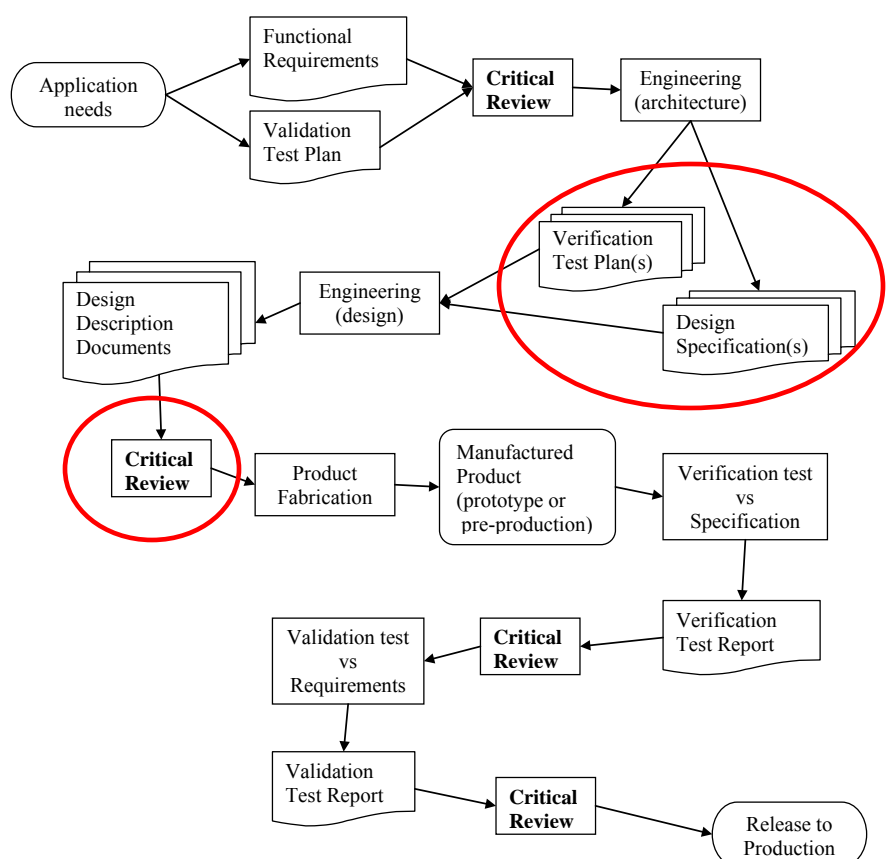 Application
needs
Functional
Requirements
Validation
Test Plan
Critical
Review
Engineering
(architecture)
Verification
Test Plan(s)
Design
Specification(s)
Engineering
(design)
Design
Description
Documents
Critical
Review
Product
Fabrication
Manufactured
Product
(prototype or
pre-production)
Verification test
vs
Specification
Verification
Test Report
Critical
Review
Validation test
vs
Requirements
Validation
Test Report
Critical
Review
Release to
Production